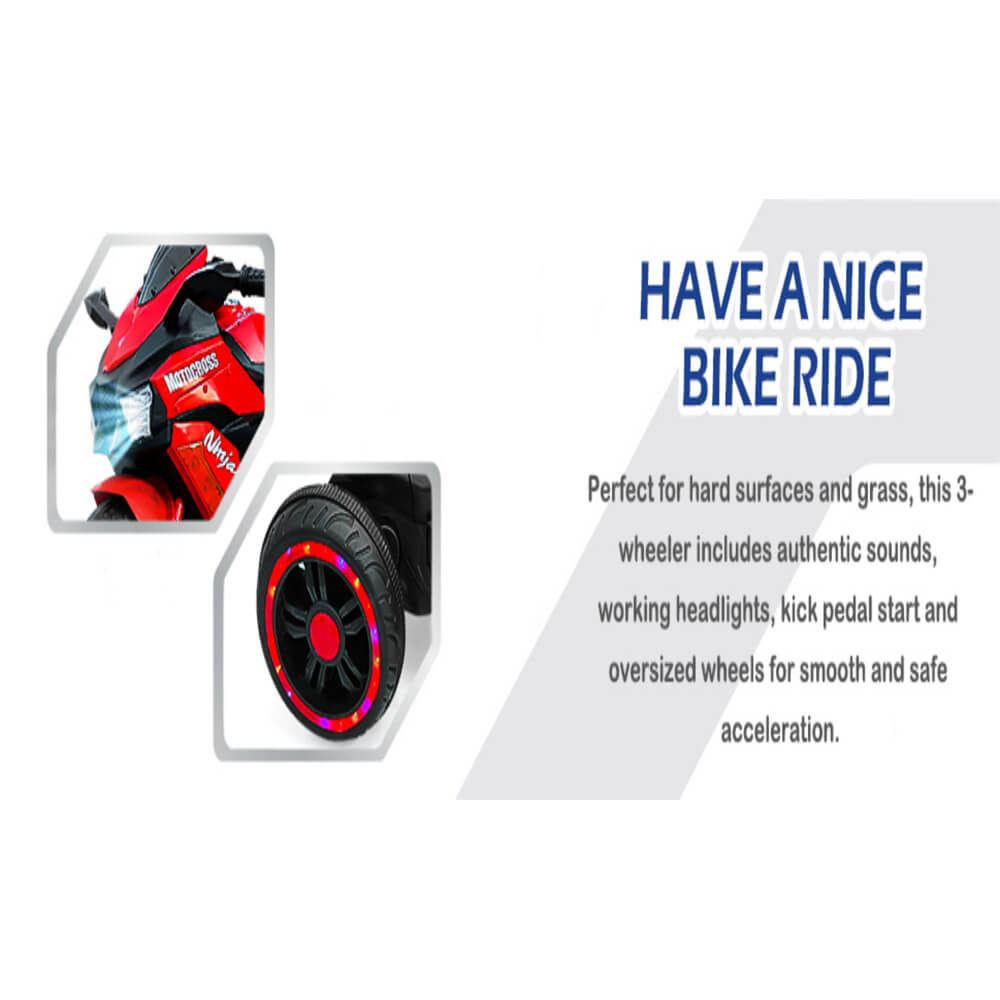 HAVE A NICE
BIKE RIDE
Perfect for hard surfaces and grass, this 3-
wheeler includes authentic sounds,
working headlights, kick pedal start and
oversized wheels for smooth and safe
acceleration.
MOTOCROSS
Ninja